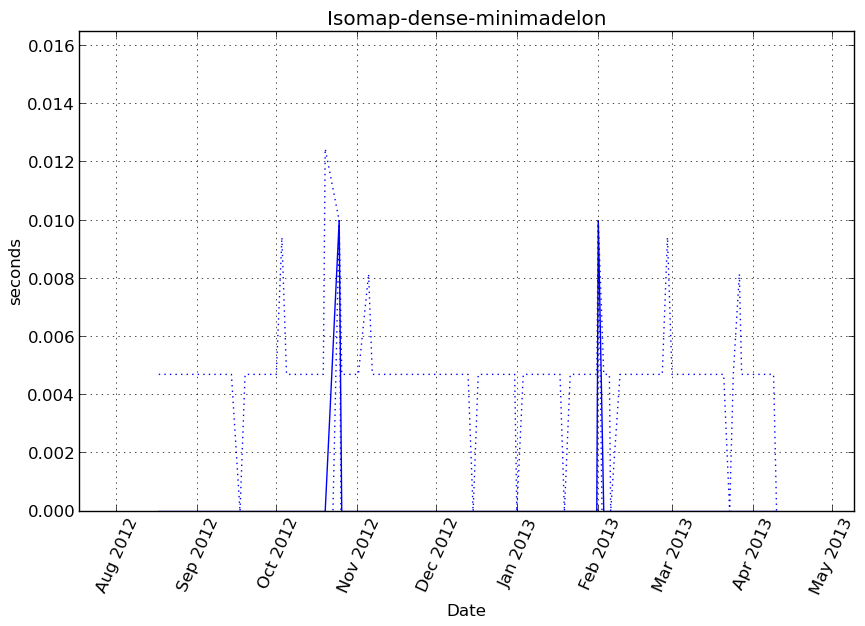 Isomap-dense-minimadelon
0.016
0.014
0.012
0.010
0.008
0.006
0.004
0.002
0.000
seconds
Aug 2012
Sep 2012
Oct 2012
Nov 2012
Dec 2012
Jan 2013
Feb 2013
Mar 2013
Apr 2013
May 2013
Date